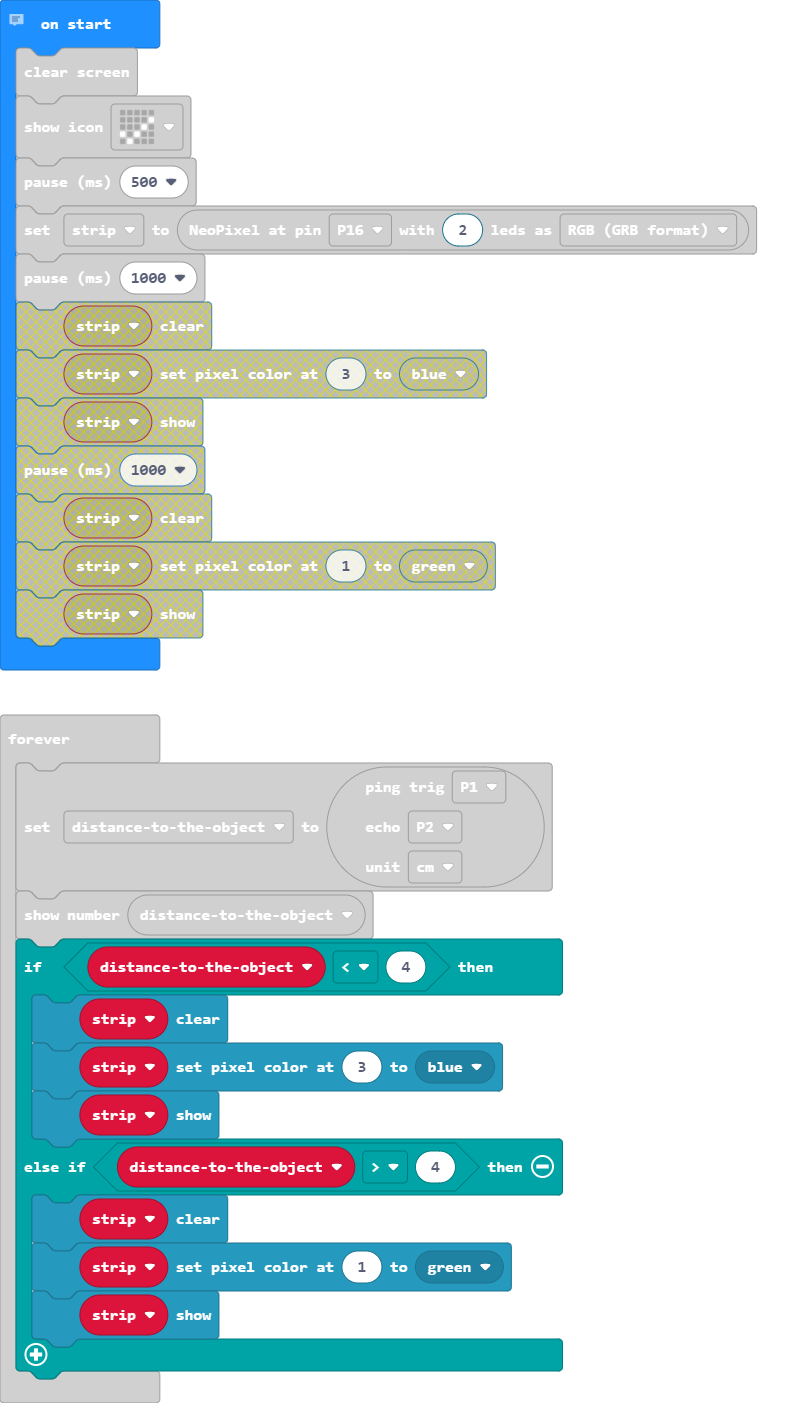 on start
clear screen
show icon
pause (ms) 500
set strip to NeoPixel at pin P16 with 2 leds as RGB (GRB format)
pause (ms) 1000
strip clear
strip set pixel color at 3 to blue
strip show
pause (ms) 1000
strip clear
strip set pixel color at 1 to green
strip show
forever
ping trig P1
set distance-to-the-object to echo P2
unit cm
show number distance-to-the-object
if distance-to-the-object < 4 then
strip clear
strip set pixel color at 3 to blue
strip show
else if distance-to-the-object > 4 then
strip clear
strip set pixel color at 1 to green
strip show